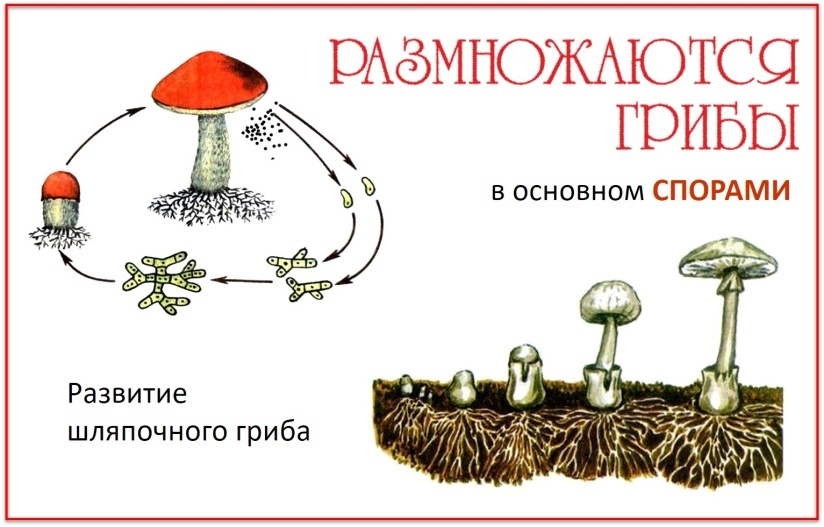 РАЗМНОЖАЮТСЯ
ГРИБЫ
в основном СПОРАМИ
Развитие
шляпочного гриба